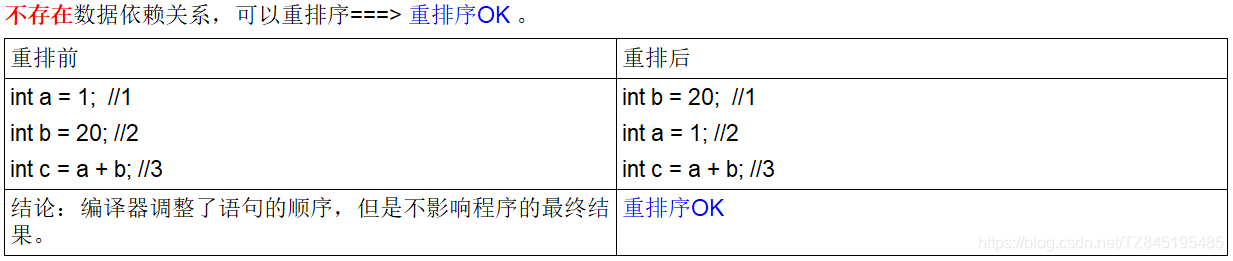 不存在数据依赖关系，可以重排序===> 重排序OK 。
重排前
重排后
int a = 1;  //1
int b = 20; //2
int c = a + b; //3
int b = 20;  //1
int a = 1; //2
int c = a + b; //3
结论：编译器调整了语句的顺序，但是不影响程序的最终结
果。
重排序OK
https://blog.csdn.net/TZ845195485